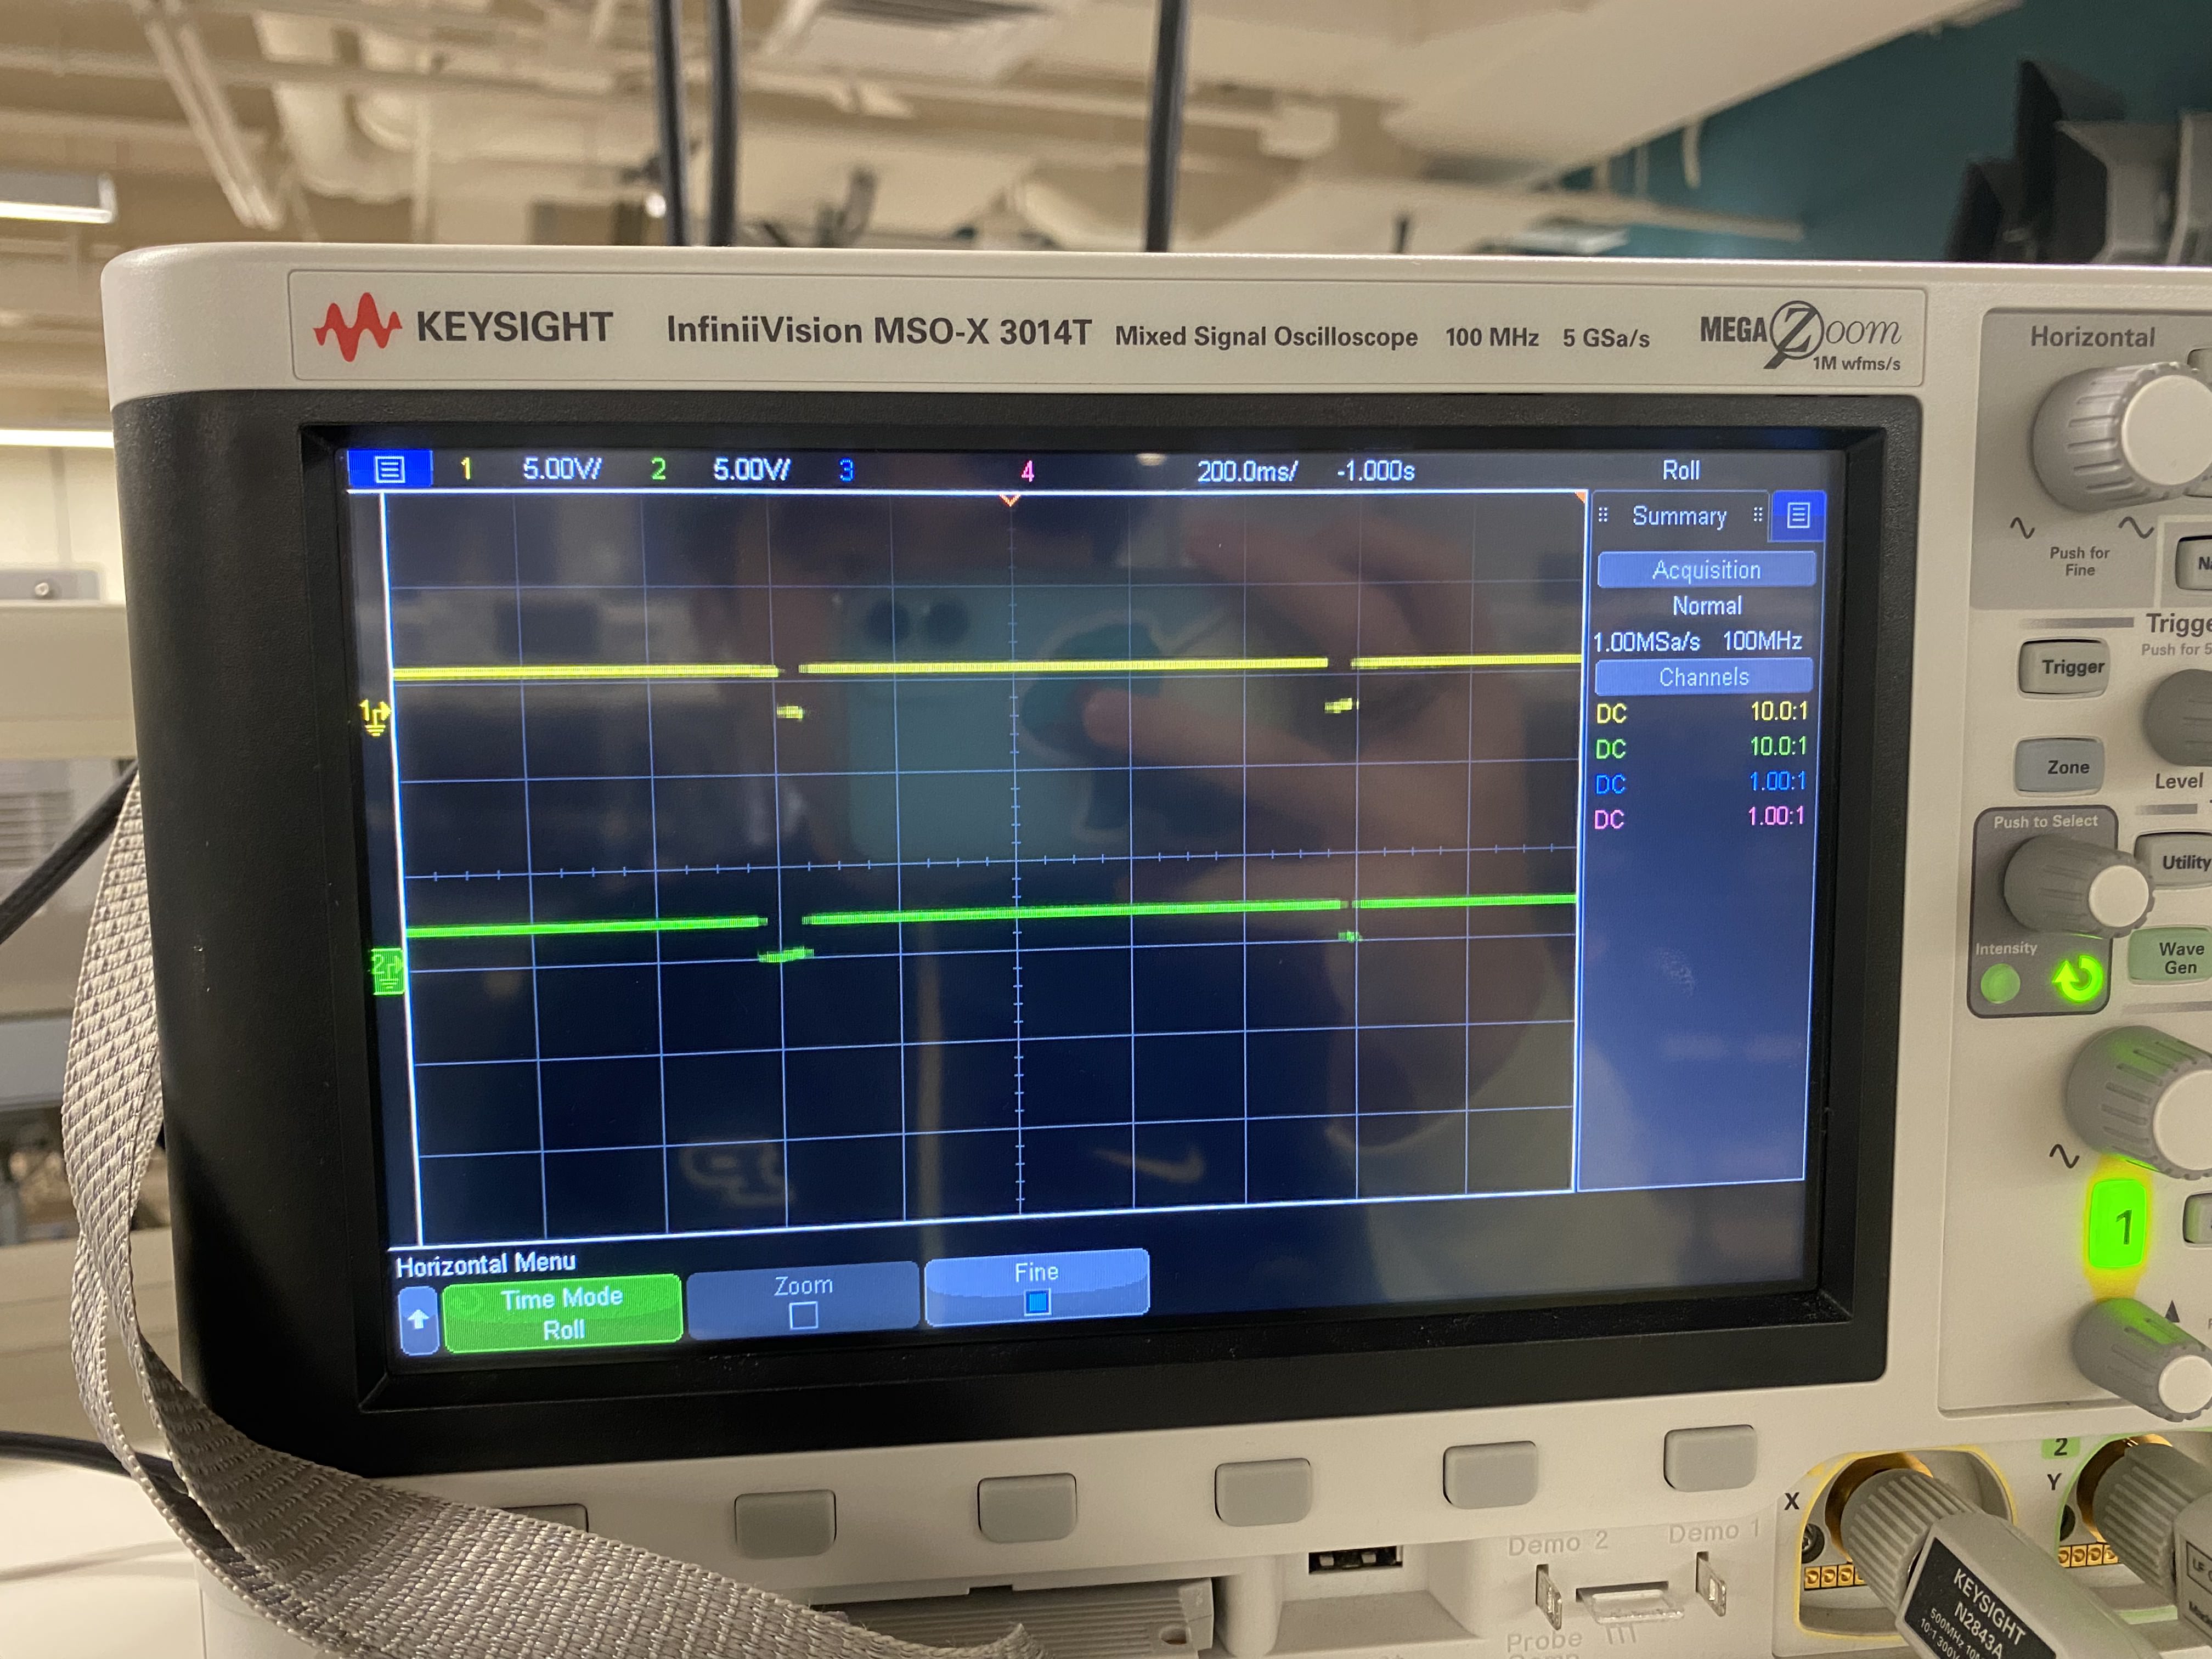 KEYSIGHT InfiniiVision MSO-X 3014T Mixed Signal Oscilloscope 100 MHz 5 GSa/s MEGA Zoom
1M wfms/s
Horizontal
Push for
Fine
1 5.00V/ 2 5.00V/ 3 4 200.0ms/ -1.000s Roll
Summary
Acquisition
Normal
1.00MSa/s 100MHz
Channels
DC 10.0:1
DC 10.0:1
DC 1.00:1
DC 1.00:1
1
2
Horizontal Menu
Time Mode
Roll
Zoom
Fine
Trigger
Zone
Level
Push to Select
Utility
Intensity
Wave
Gen
1
2
X
Y
Demo 2
Demo 1
Probe
KEYSIGHT
N2843A